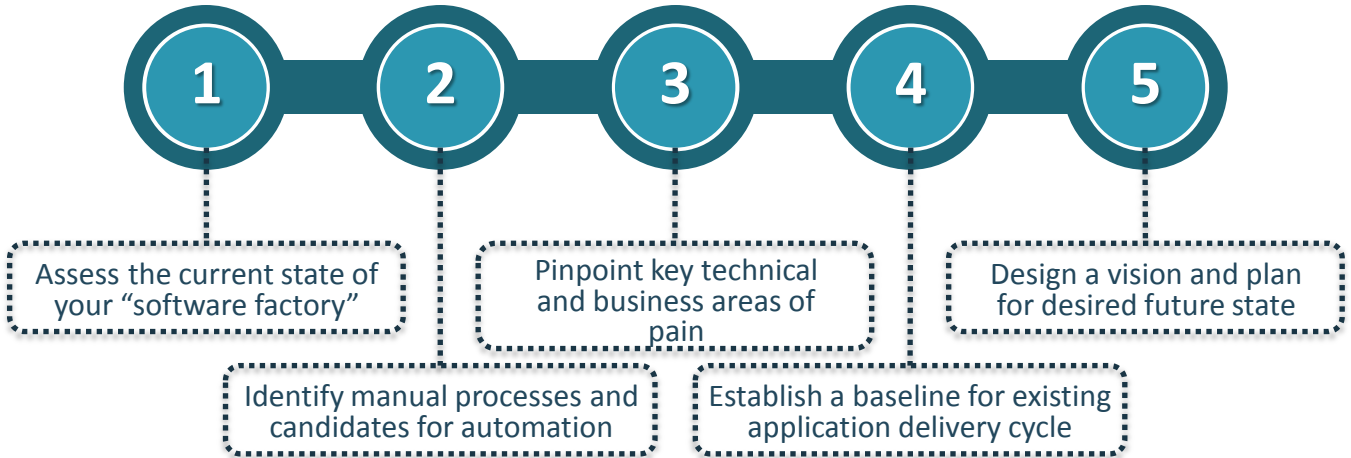 1
2
3
4
5
Assess the current state of
your “software factory”
Identify manual processes and
candidates for automation
Pinpoint key technical
and business areas of
pain
Establish a baseline for existing
application delivery cycle
Design a vision and plan
for desired future state